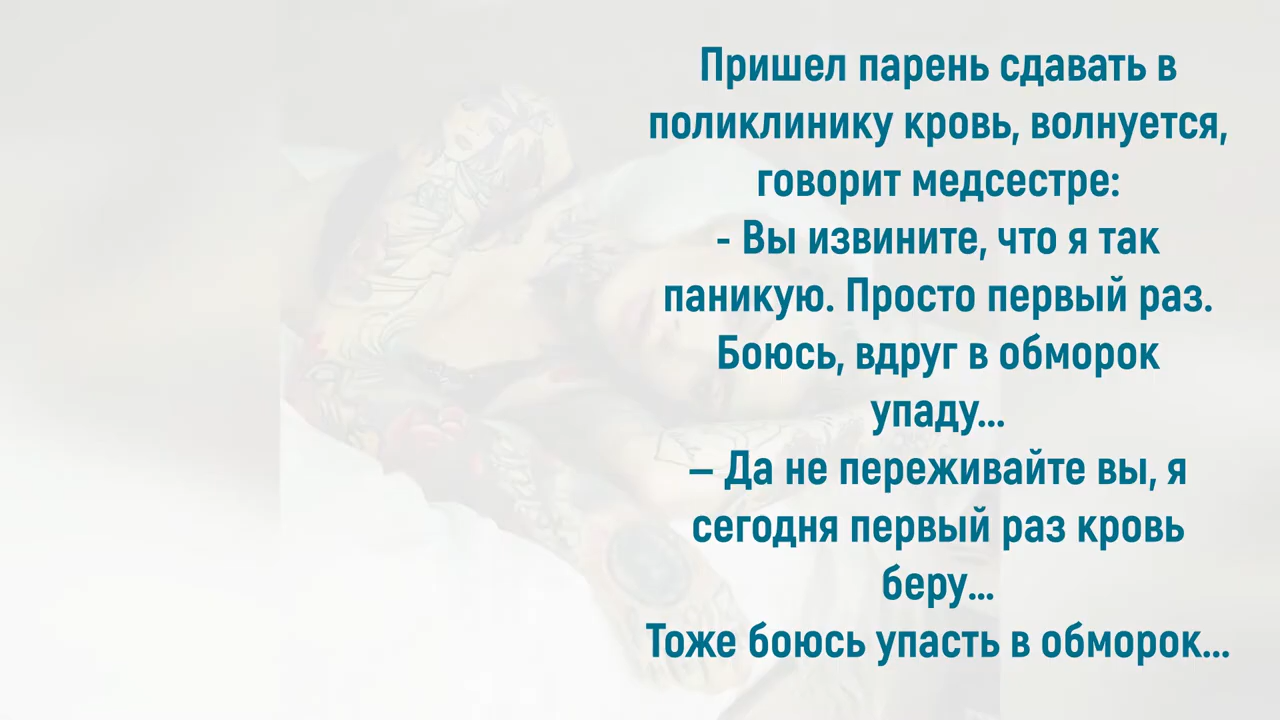 Пришел парень сдавать в
поликлинику кровь, волнуется,
говорит медсестре:
- Вы извините, что я так
паникую. Просто первый раз.
Боюсь, вдруг в обморок
упаду...
– Да не переживайте вы, я
сегодня первый раз кровь
беру...
Тоже боюсь упасть в обморок...